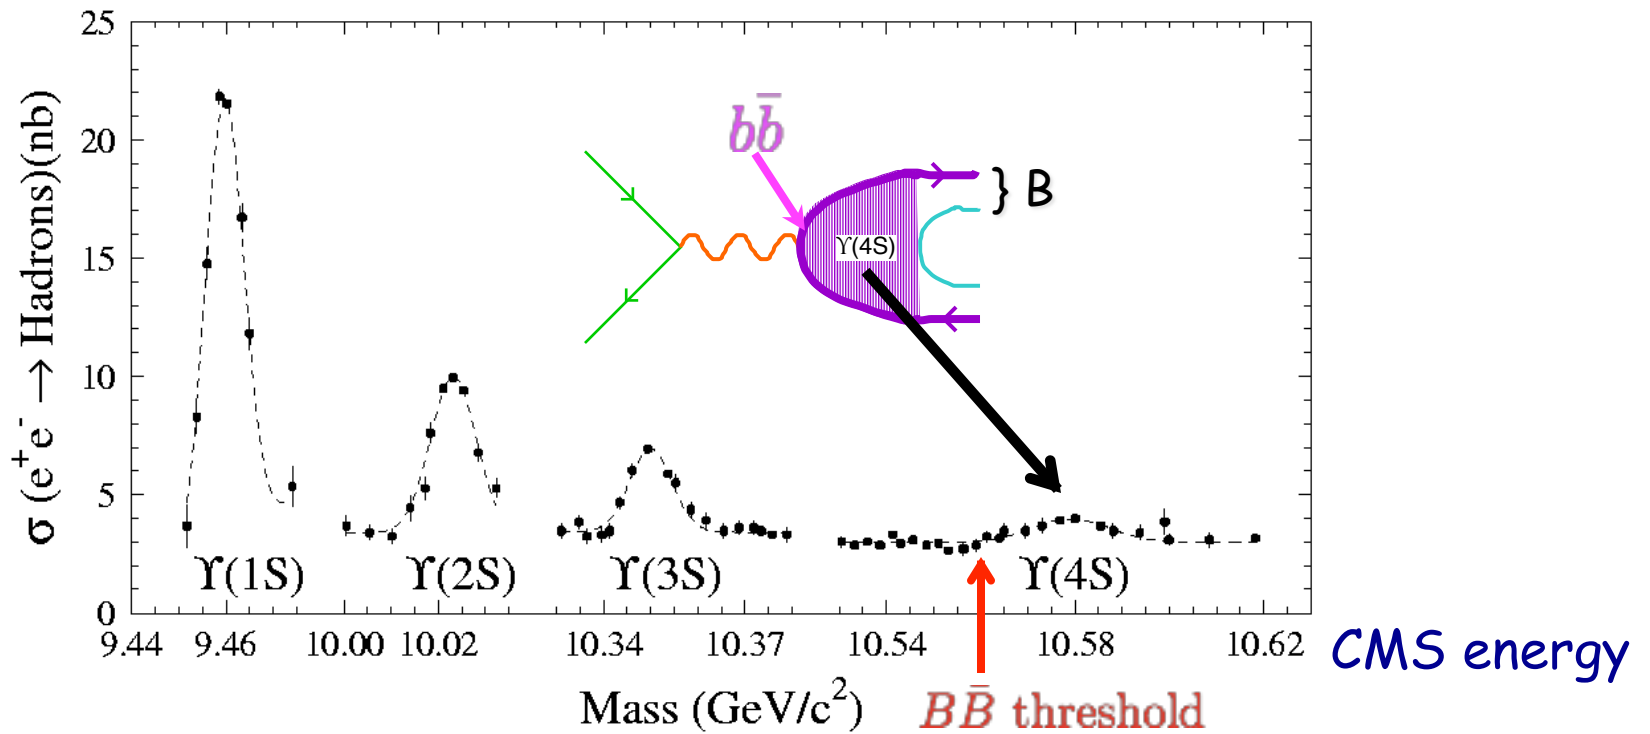 25
20
15
10
5
0
σ (e⁺e⁻ → Hadrons)(nb)
bb̄
} B
ϒ(4S)
ϒ(1S) ϒ(2S) ϒ(3S) ϒ(4S)
9.44 9.46 10.00 10.02 10.34 10.37 10.54 10.58 10.62
CMS energy
Mass (GeV/c²)
BB̄ threshold